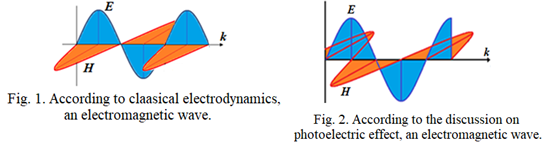 E
k
H
Fig. 1. According to claasical electrodynamics,
an electromagnetic wave.
E
k
H
Fig. 2. According to the discussion on
photoelectric effect, an electromagnetic wave.